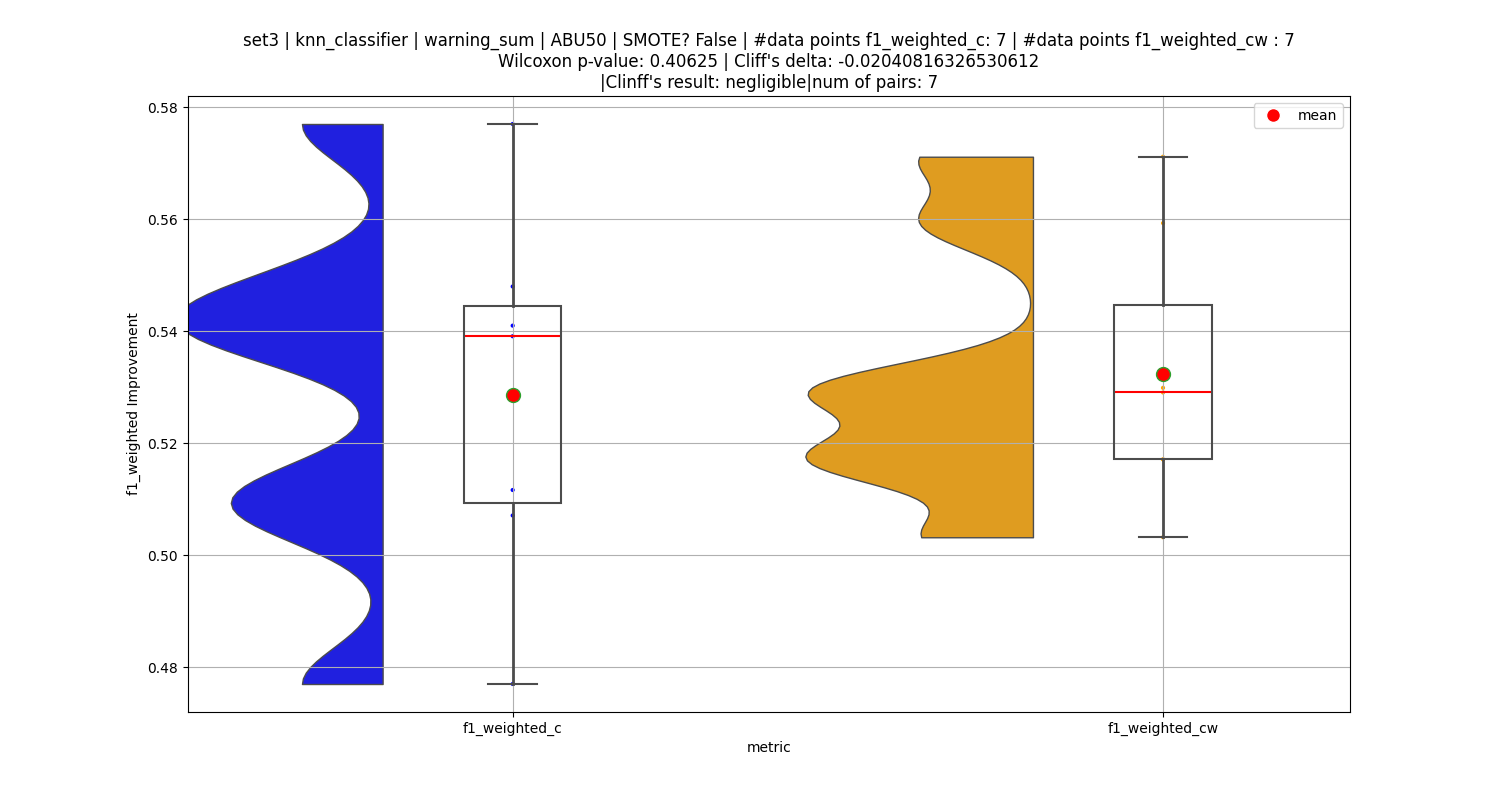 set3 | knn_classifier | warning_sum | ABU50 | SMOTE? False | #data points f1_weighted_c: 7 | #data points f1_weighted_cw : 7
Wilcoxon p-value: 0.40625 | Cliff's delta: -0.02040816326530612
|Clinff's result: negligible|num of pairs: 7
mean
0.58
0.56
0.54
0.52
0.50
0.48
f1_weighted Improvement
f1_weighted_c
f1_weighted_cw
metric